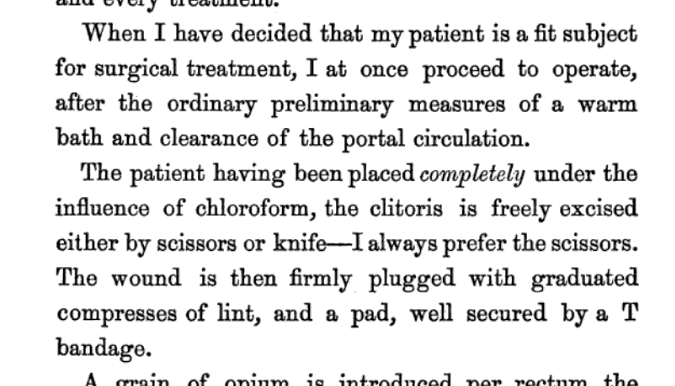 and every treatment.
When I have decided that my patient is a fit subject
for surgical treatment, I at once proceed to operate,
after the ordinary preliminary measures of a warm
bath and clearance of the portal circulation.
The patient having been placed completely under the
influence of chloroform, the clitoris is freely excised
either by scissors or knife—I always prefer the scissors.
The wound is then firmly plugged with graduated
compresses of lint, and a pad, well secured by a T
bandage.
A grain of opium is introduced per rectum, the